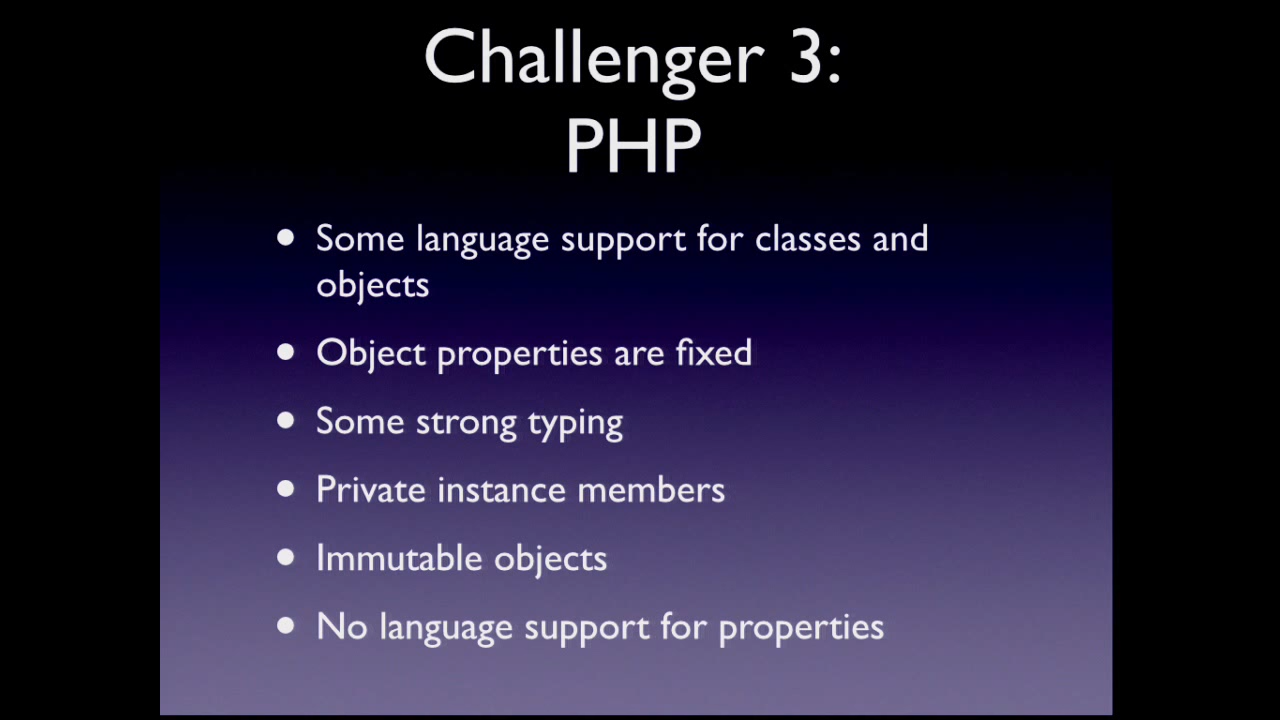 Challenger 3:
PHP
• Some language support for classes and
objects
• Object properties are fixed
• Some strong typing
• Private instance members
• Immutable objects
• No language support for properties